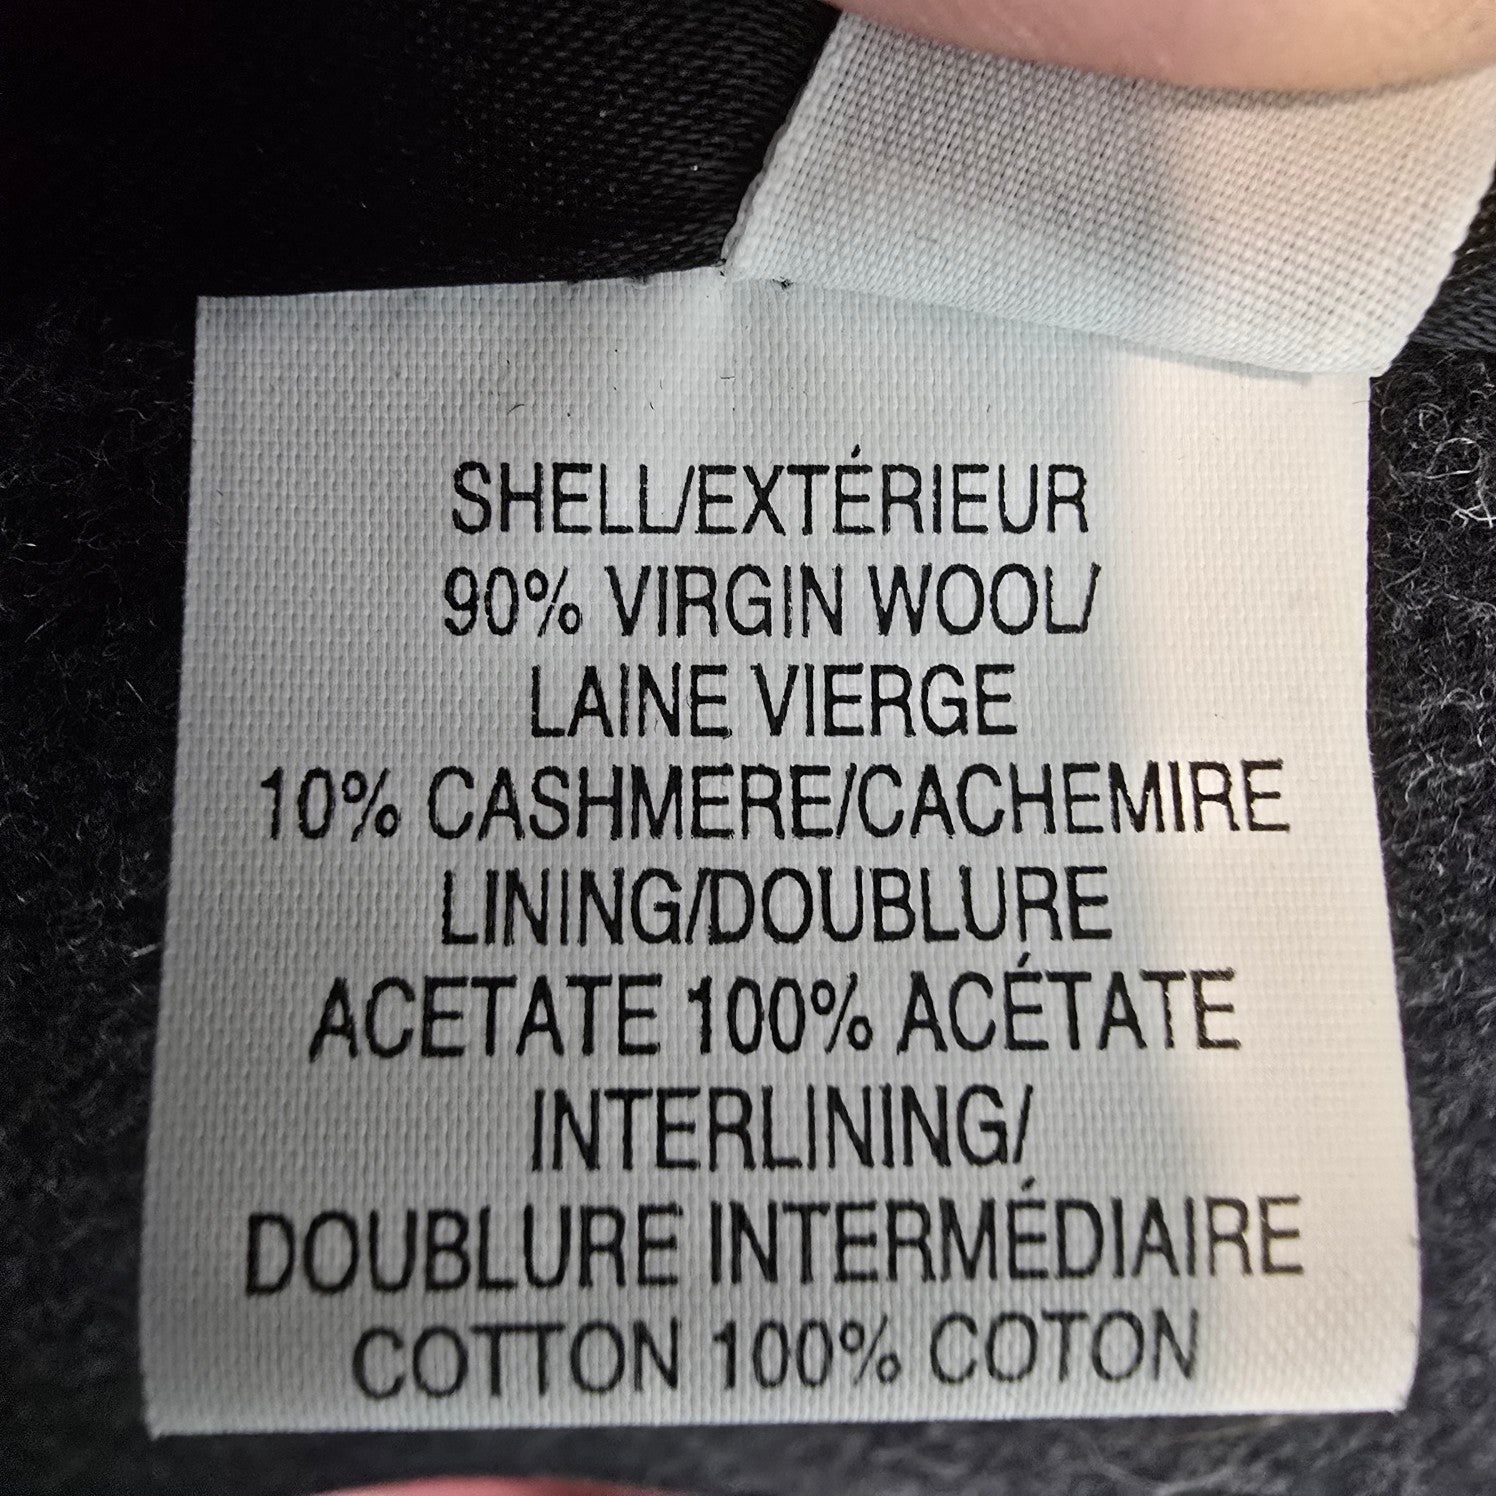 SHELL/EXTÉRIEUR
90% VIRGIN WOOL/
LAINE VIERGE
10% CASHMERE/CACHEMIRE
LINING/DOUBLURE
ACETATE 100% ACÉTATE
INTERLINING/
DOUBLURE INTERMÉDIAIRE
COTTON 100% COTON